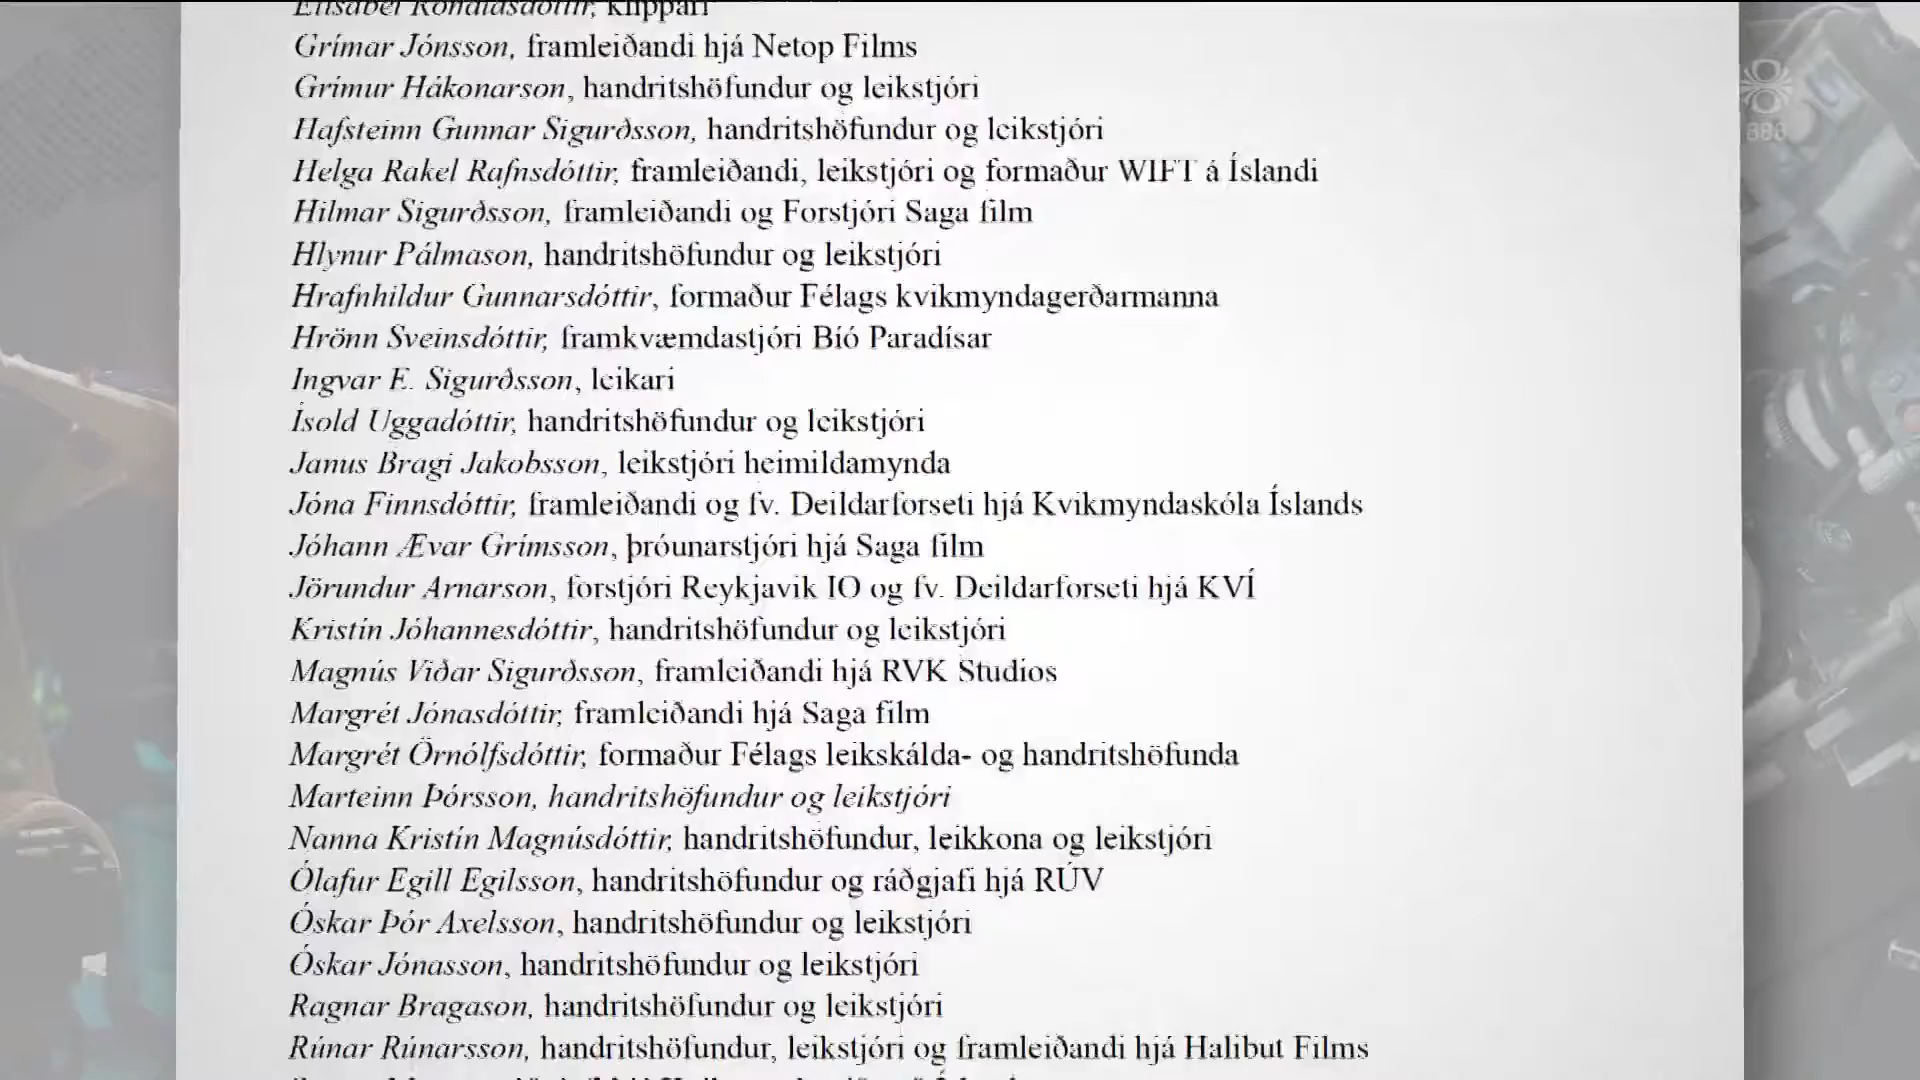 Elísabet Ronaldsdóttir, klippari
Grímar Jónsson, framleiðandi hjá Netop Films
Grímur Hákonarson, handritshöfundur og leikstjóri
Hafsteinn Gunnar Sigurðsson, handritshöfundur og leikstjóri
Helga Rakel Rafnsdóttir, framleiðandi, leikstjóri og formaður WIFT á Íslandi
Hilmar Sigurðsson, framleiðandi og Forstjóri Saga film
Hlynur Pálmason, handritshöfundur og leikstjóri
Hrafnhildur Gunnarsdóttir, formaður Félags kvikmyndagerðarmanna
Hrönn Sveinsdóttir, framkvæmdastjóri Bíó Paradísar
Ingvar E. Sigurðsson, leikari
Ísold Uggadóttir, handritshöfundur og leikstjóri
Janus Bragi Jakobsson, leikstjóri heimildamynda
Jóna Finnsdóttir, framleiðandi og fv. Deildarforseti hjá Kvikmyndaskóla Íslands
Jóhann Ævar Grímsson, þróunarstjóri hjá Saga film
Jörundur Arnarson, forstjóri Reykjavik IO og fv. Deildarforseti hjá KVÍ
Kristín Jóhannesdóttir, handritshöfundur og leikstjóri
Magnús Viðar Sigurðsson, framleiðandi hjá RVK Studios
Margrét Jónasdóttir, framleiðandi hjá Saga film
Margrét Örnólfsdóttir, formaður Félags leikskálda- og handritshöfunda
Marteinn Þórsson, handritshöfundur og leikstjóri
Nanna Kristín Magnúsdóttir, handritshöfundur, leikkona og leikstjóri
Ólafur Egill Egilsson, handritshöfundur og ráðgjafi hjá RÚV
Óskar Þór Axelsson, handritshöfundur og leikstjóri
Óskar Jónasson, handritshöfundur og leikstjóri
Ragnar Bragason, handritshöfundur og leikstjóri
Rúnar Rúnarsson, handritshöfundur, leikstjóri og framleiðandi hjá Halibut Films
888